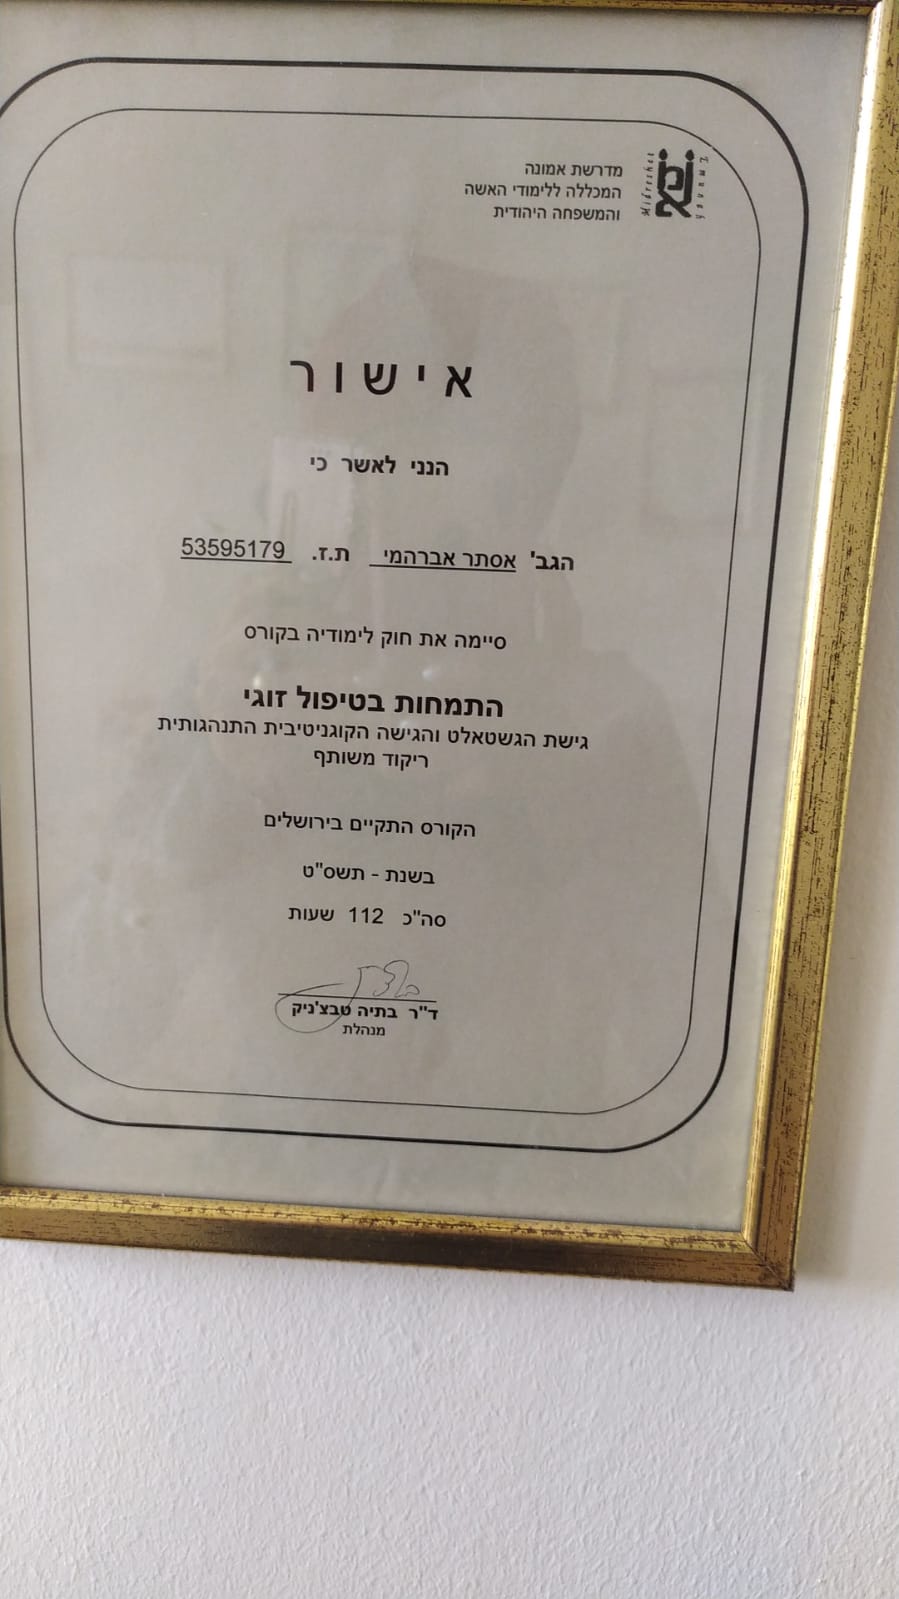 מדרשת אמונה
המכללה ללימודי האשה
והמשפחה היהודית
Midreshet Emunah
אישור
הנני לאשר כי
הגב' אסתר אברהמי ת.ז. 53595179
סיימה את חוק לימודיה בקורס
התמחות בטיפול זוגי
גישת הגשטאלט והגישה הקוגניטיבית התנהגותית
ריקוד משותף
הקורס התקיים בירושלים
בשנת - תשס"ט
סה"כ 112 שעות
ד"ר בתיה טבצ'ניק
מנהלת